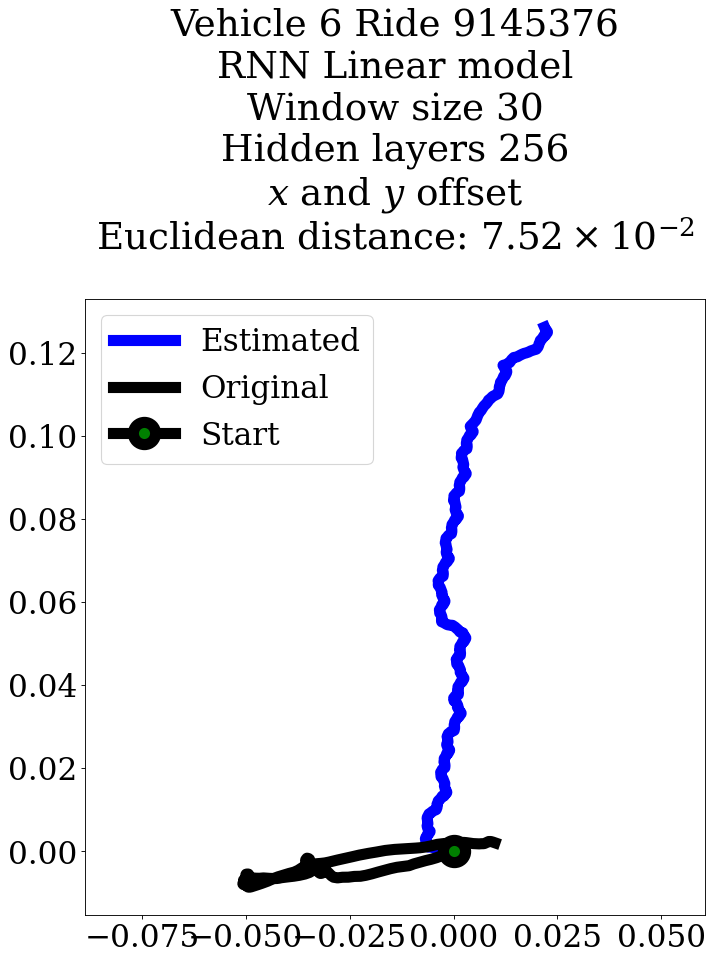 Vehicle 6 Ride 9145376
RNN Linear model
Window size 30
Hidden layers 256
x and y offset
Euclidean distance: 7.52 × 10⁻²
Estimated
Original
Start
0.12
0.10
0.08
0.06
0.04
0.02
0.00
−0.075 −0.050 −0.025 0.000 0.025 0.050